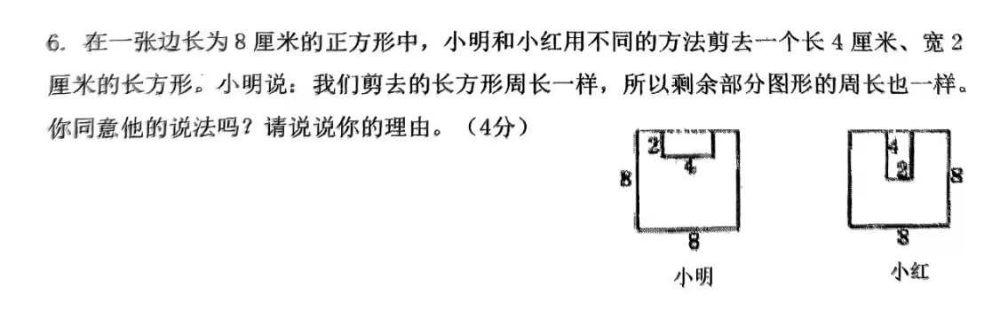 6. 在一张边长为8厘米的正方形中，小明和小红用不同的方法剪去一个长4厘米、宽2
厘米的长方形。小明说：我们剪去的长方形周长一样，所以剩余部分图形的周长也一样。
你同意他的说法吗？请说说你的理由。（4分）
2
4
8
8
小明
4
2
8
8
小红